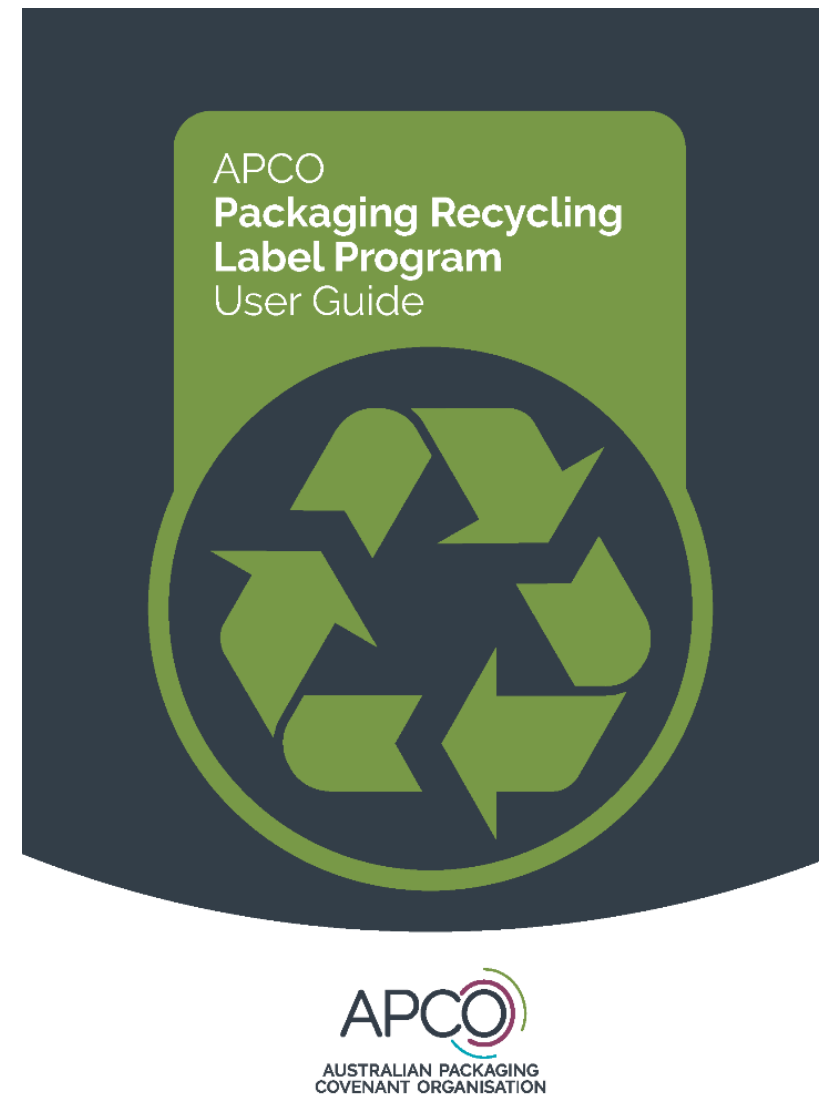 APCO
Packaging Recycling
Label Program
User Guide
APCO
AUSTRALIAN PACKAGING
COVENANT ORGANISATION